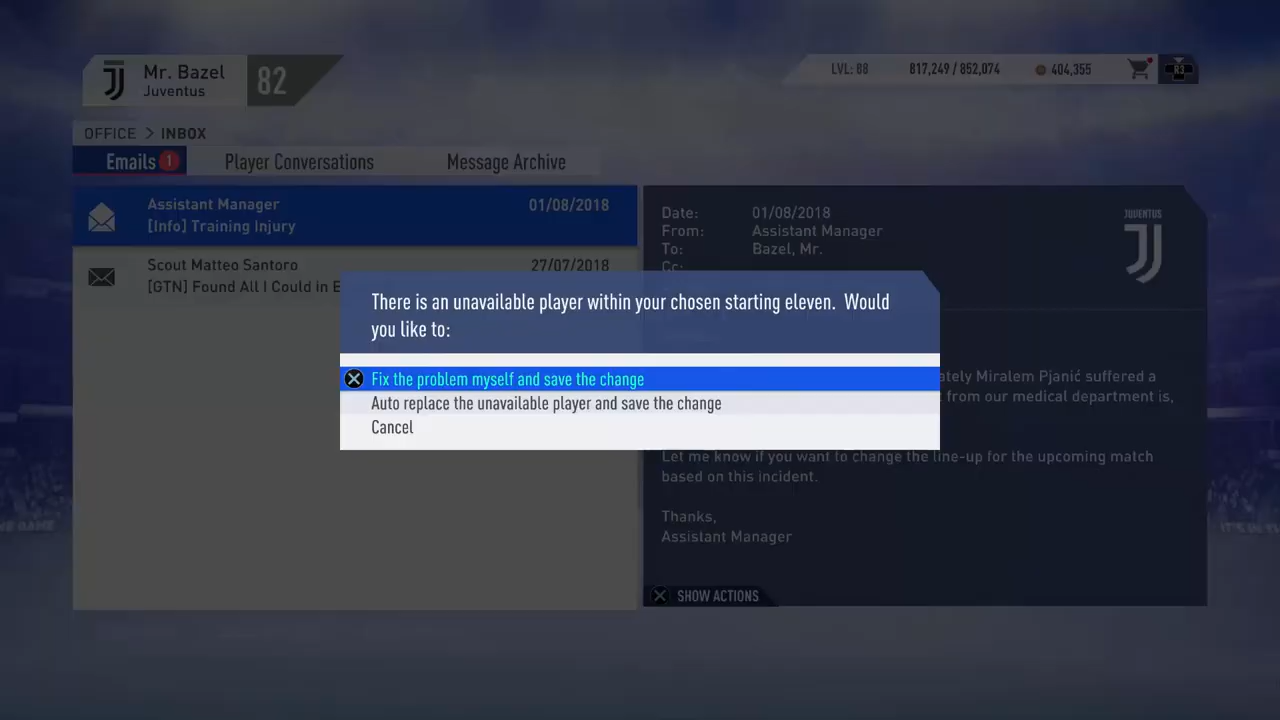 Mr. Bazel
Juventus
82
LVL: 88 817,249 / 852,074 404,355
R3
OFFICE > INBOX
Emails 1 Player Conversations Message Archive
Assistant Manager 01/08/2018
[Info] Training Injury
Scout Matteo Santoro 27/07/2018
[GTN] Found All I Could in E
Date: 01/08/2018
From: Assistant Manager
To: Bazel, Mr.
Cc:
JUVENTUS
There is an unavailable player within your chosen starting eleven. Would
you like to:
Fix the problem myself and save the change
Auto replace the unavailable player and save the change
Cancel
ately Miralem Pjanić suffered a
from our medical department is,
Let me know if you want to change the line-up for the upcoming match
based on this incident.
Thanks,
Assistant Manager
SHOW ACTIONS